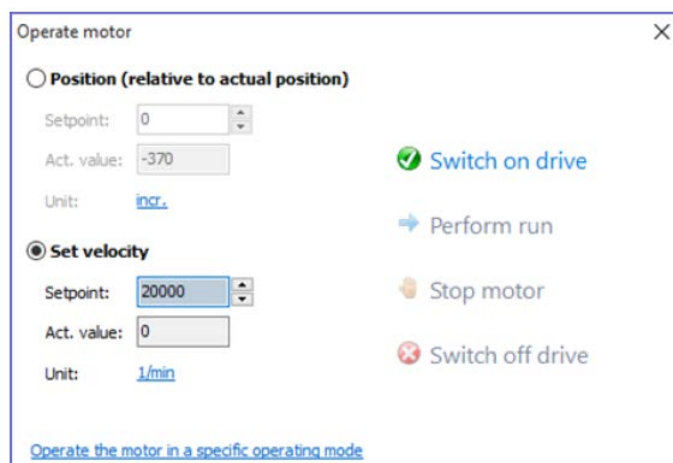 Operate motor
Position (relative to actual position)
Setpoint: 0
Act. value: -370
Unit: incr.
Set velocity
Setpoint: 20000
Act. value: 0
Unit: 1/min
Operate the motor in a specific operating mode
Switch on drive
Perform run
Stop motor
Switch off drive